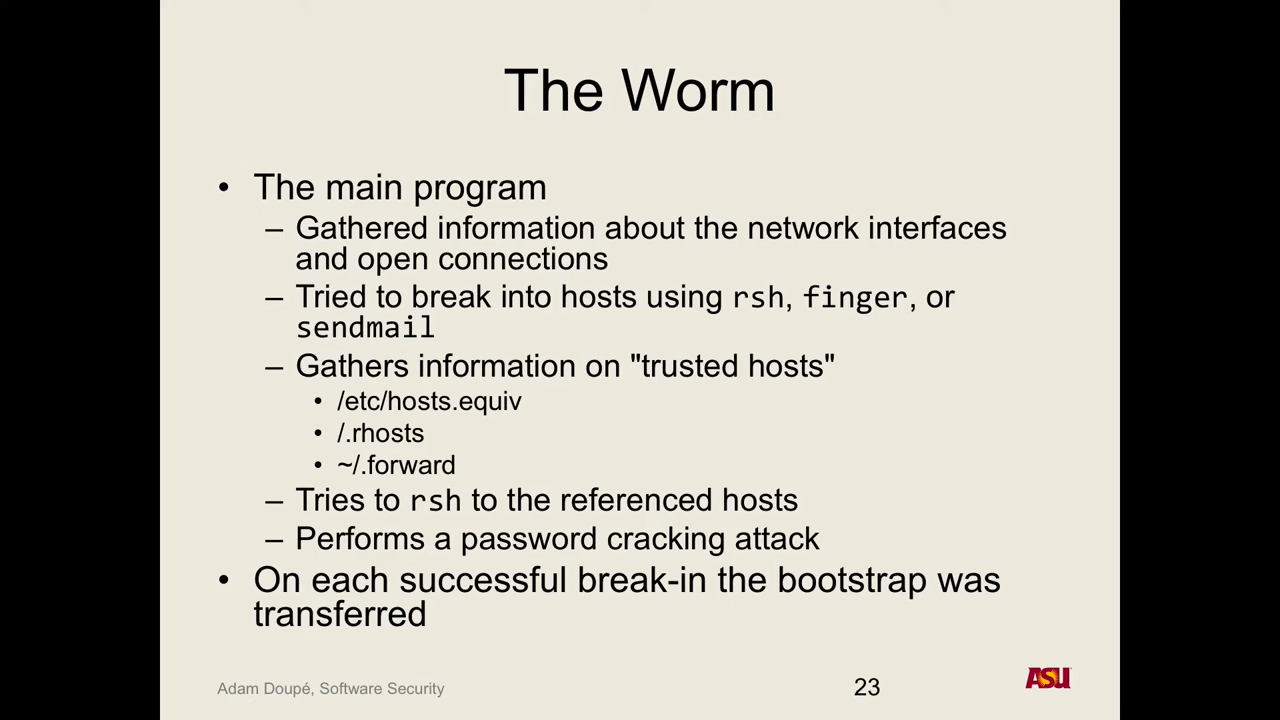 The Worm
• The main program
– Gathered information about the network interfaces
and open connections
– Tried to break into hosts using rsh, finger, or
sendmail
– Gathers information on "trusted hosts"
• /etc/hosts.equiv
• /.rhosts
• ~/.forward
– Tries to rsh to the referenced hosts
– Performs a password cracking attack
• On each successful break-in the bootstrap was
transferred
Adam Doupé, Software Security
23
ASU